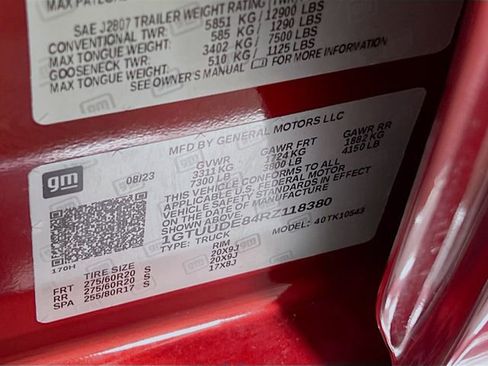 MAX PAYLOAD
SAE J2807 TRAILER WEIGHT RATING
CONVENTIONAL TWR: 5851 KG / 12900 LBS
MAX TONGUE WEIGHT: 585 KG 1290 LBS
GOOSENECK TWR: 3402 KG 7500 LBS
MAX TONGUE WEIGHT: 510 KG 1125 LBS
SEE OWNER'S MANUAL FOR MORE INFORMATION
gm
08/23
MFD BY GENERAL MOTORS LLC
GVWR GAWR FRT GAWR RR
3311 KG 1724 KG 1882 KG
7300 LB 3800 LB 4150 LB
THIS VEHICLE CONFORMS TO ALL
APPLICABLE U.S. FEDERAL MOTOR
VEHICLE SAFETY STANDARDS IN EFFECT
ON THE DATE OF MANUFACTURE
SHOWN ABOVE.
1GTUUDE84RZ118380
TYPE: TRUCK MODEL: 40TK10543
170H
TIRE SIZE RIM
FRT 275/60R20 S 20X9J
RR 275/60R20 S 20X9J
SPA 255/80R17 S 17X8J